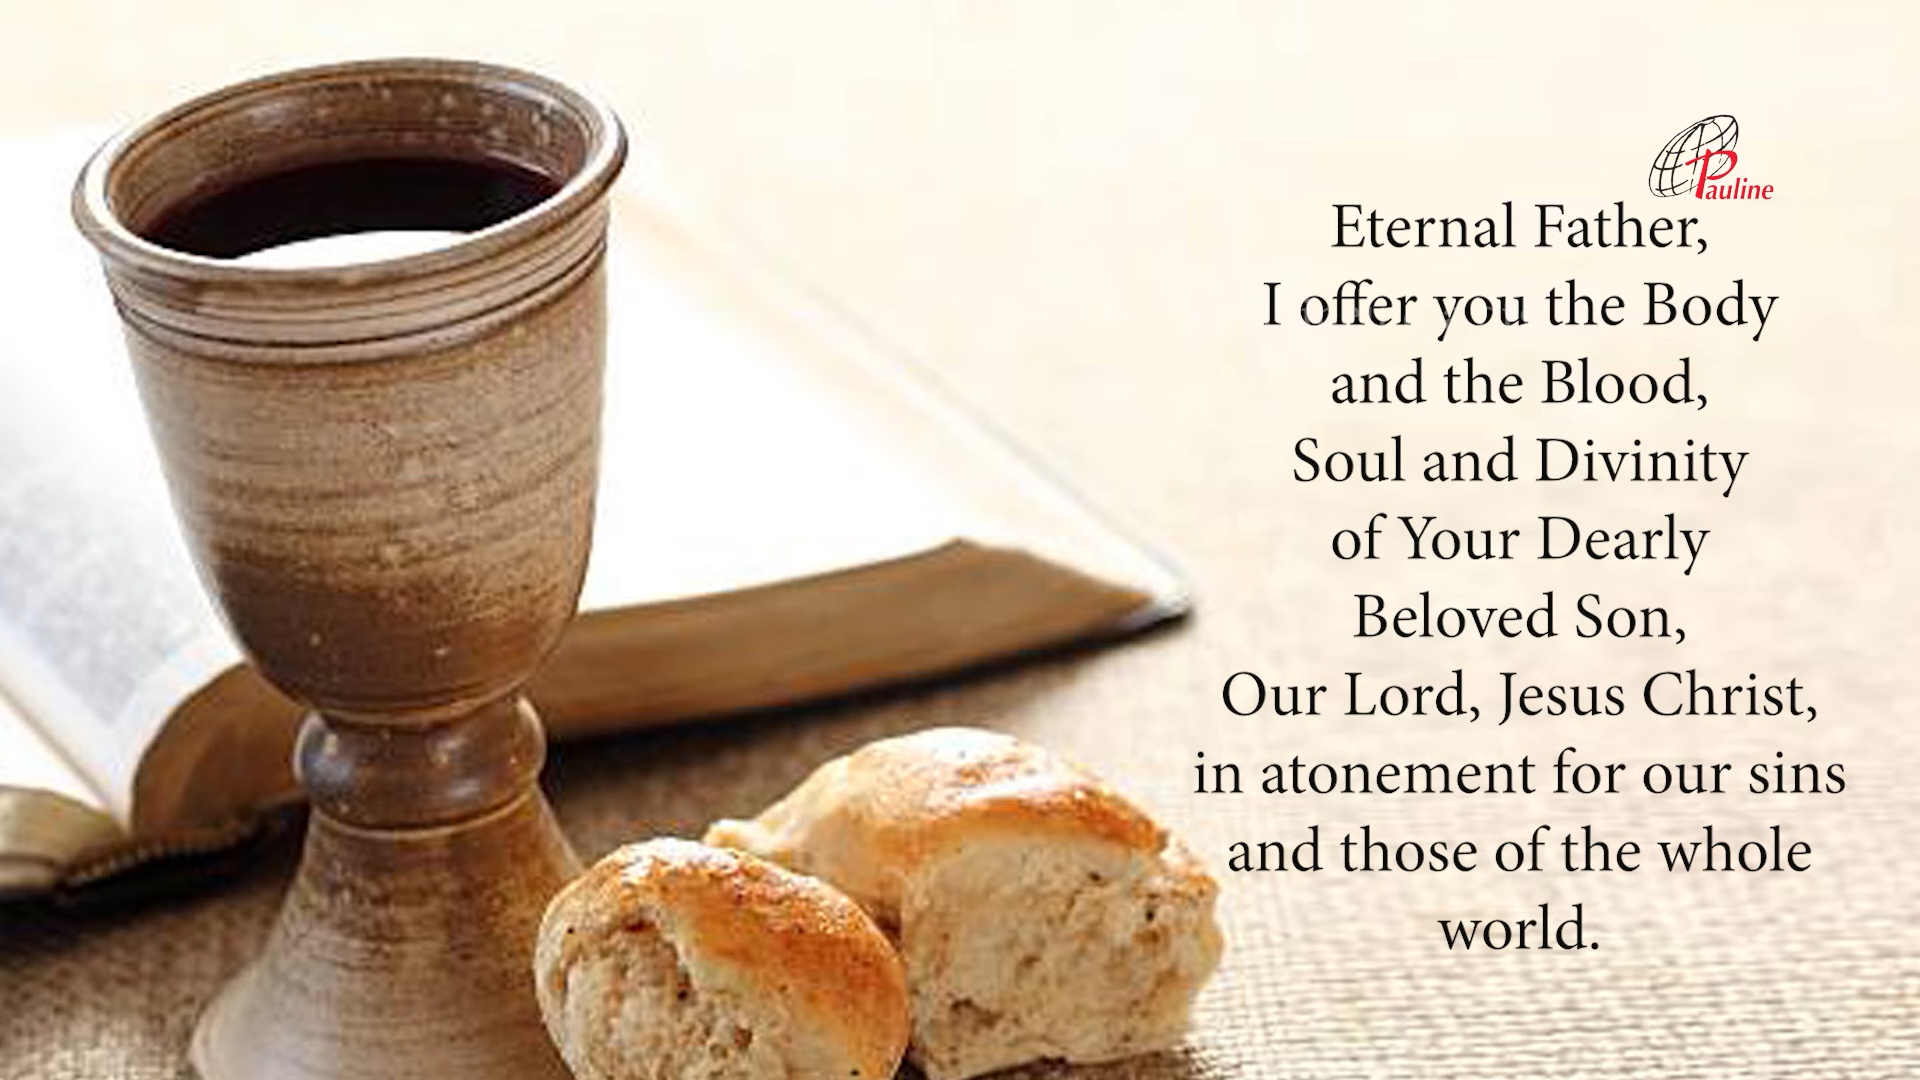 Pauline
Eternal Father,
I offer you the Body
and the Blood,
Soul and Divinity
of Your Dearly
Beloved Son,
Our Lord, Jesus Christ,
in atonement for our sins
and those of the whole
world.